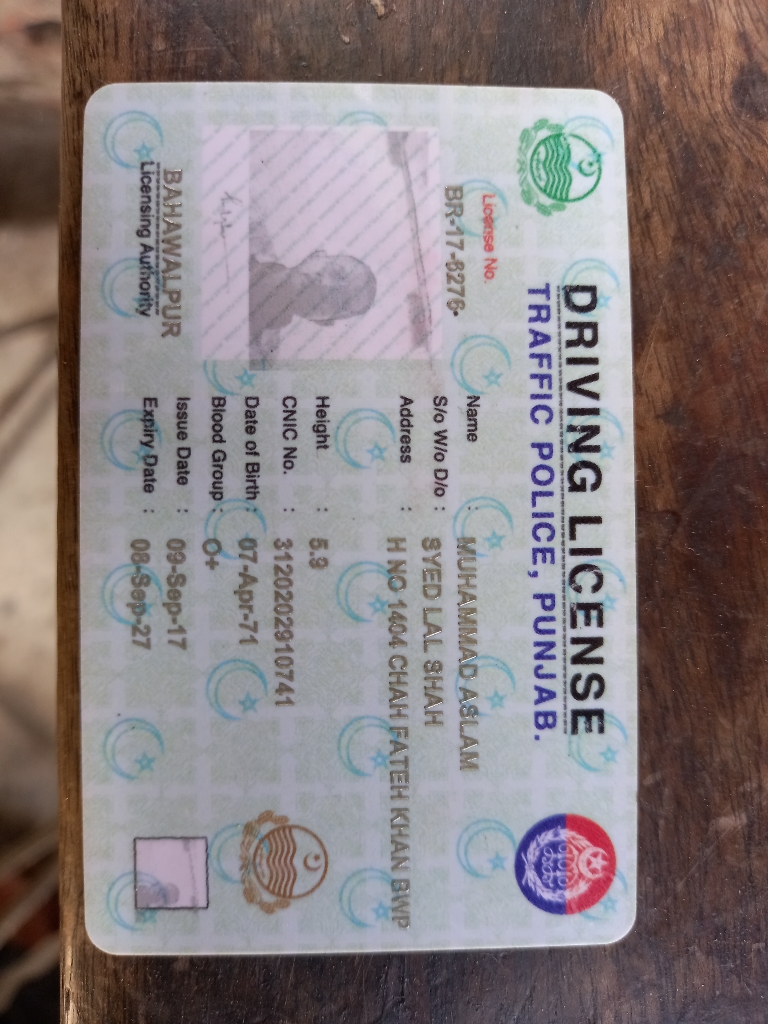 DRIVING LICENSE
TRAFFIC POLICE, PUNJAB.
License No.
BR-17-6276
Name : MUHAMMAD ASLAM
S/o W/o D/o : SYED LAL SHAH
Address : H NO 1404 CHAH FATEH KHAN BWP
Height : 5.9
CNIC No. : 3120202910741
Date of Birth : 07-Apr-71
Blood Group : O+
Issue Date : 09-Sep-17
Expiry Date : 08-Sep-27
BAHAWALPUR
Licensing Authority